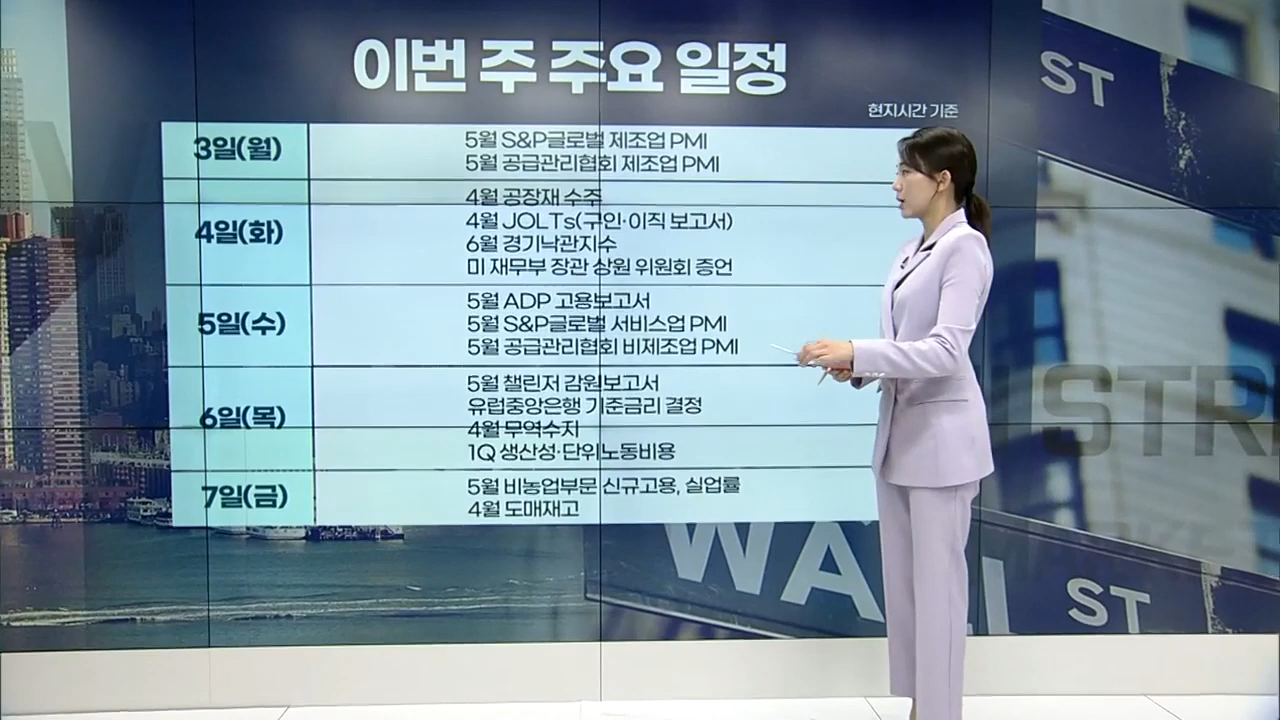 이번 주 주요 일정
현지시간 기준
3일(월)
5월 S&P글로벌 제조업 PMI
5월 공급관리협회 제조업 PMI
4일(화)
4월 공장재 수주
4월 JOLTs(구인·이직 보고서)
6월 경기낙관지수
미 재무부 장관 상원 위원회 증언
5일(수)
5월 ADP 고용보고서
5월 S&P글로벌 서비스업 PMI
5월 공급관리협회 비제조업 PMI
6일(목)
5월 챌린저 감원보고서
유럽중앙은행 기준금리 결정
4월 무역수지
1Q 생산성·단위노동비용
7일(금)
5월 비농업부문 신규고용, 실업률
4월 도매재고
ST
STR
WALL ST